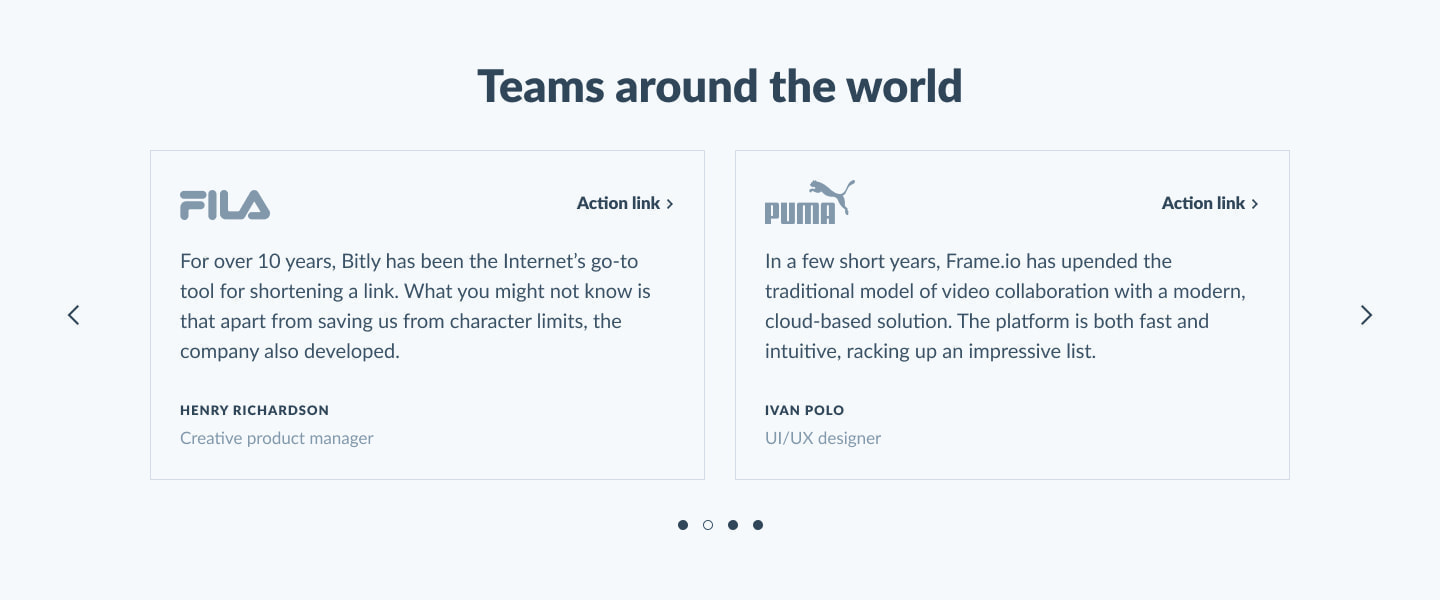 Teams around the world
FILA
Action link
For over 10 years, Bitly has been the Internet’s go-to
tool for shortening a link. What you might not know is
that apart from saving us from character limits, the
company also developed.
HENRY RICHARDSON
Creative product manager
PUMA
Action link
In a few short years, Frame.io has upended the
traditional model of video collaboration with a modern,
cloud-based solution. The platform is both fast and
intuitive, racking up an impressive list.
IVAN POLO
UI/UX designer